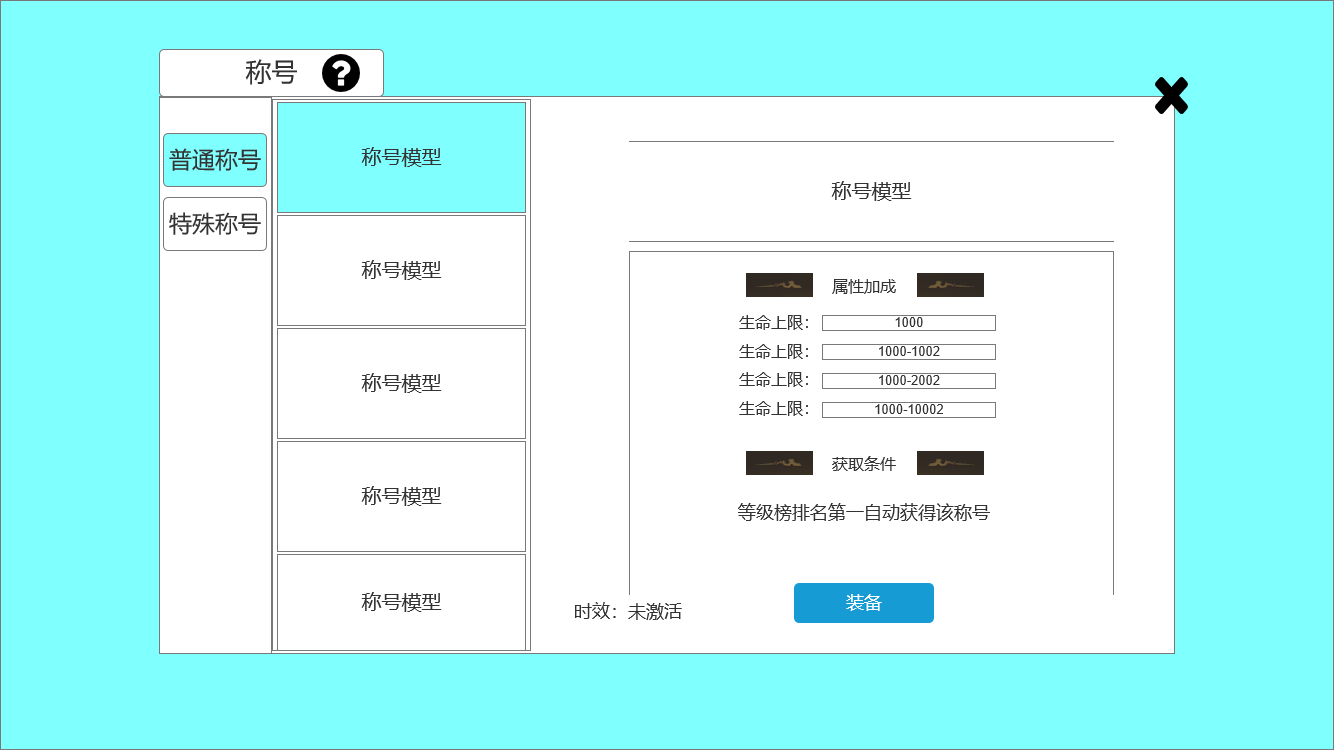 称号 ?
普通称号
特殊称号
称号模型
称号模型
称号模型
称号模型
称号模型
称号模型
属性加成
生命上限： 1000
生命上限： 1000-1002
生命上限： 1000-2002
生命上限： 1000-10002
获取条件
等级榜排名第一自动获得该称号
时效：未激活
装备